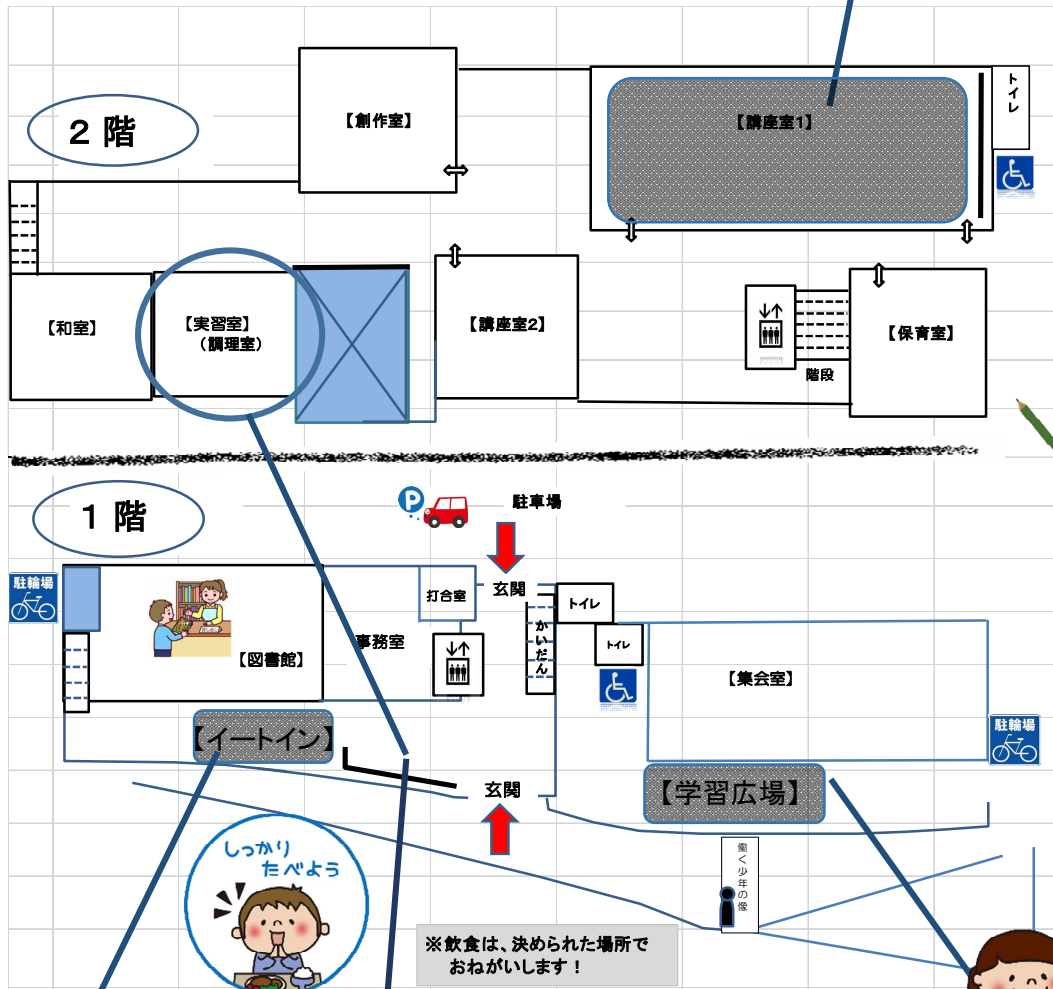 ２ 階
【創作室】
【講座室1】
トイレ
【和室】
【実習室】
（調理室）
【講座室2】
階段
【保育室】
１ 階
P
駐車場
駐輪場
打合室
玄関
トイレ
かいだん
トイレ
事務室
【図書館】
【集会室】
駐輪場
【イートイン】
玄関
【学習広場】
しっかり
たべよう
働く少年の像
※飲食は、決められた場所で
おねがいします！